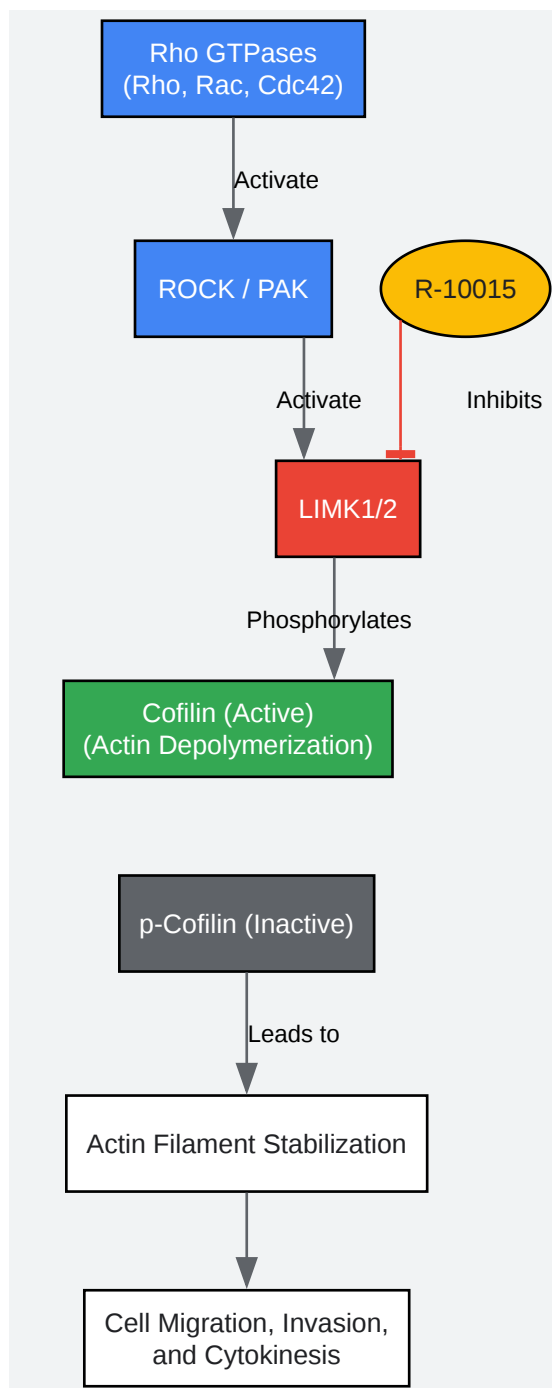 Rho GTPases
(Rho, Rac, Cdc42)
Activate
ROCK / PAK
R-10015
Activate
Inhibits
LIMK1/2
Phosphorylates
Cofilin (Active)
(Actin Depolymerization)
p-Cofilin (Inactive)
Leads to
Actin Filament Stabilization
Cell Migration, Invasion,
and Cytokinesis